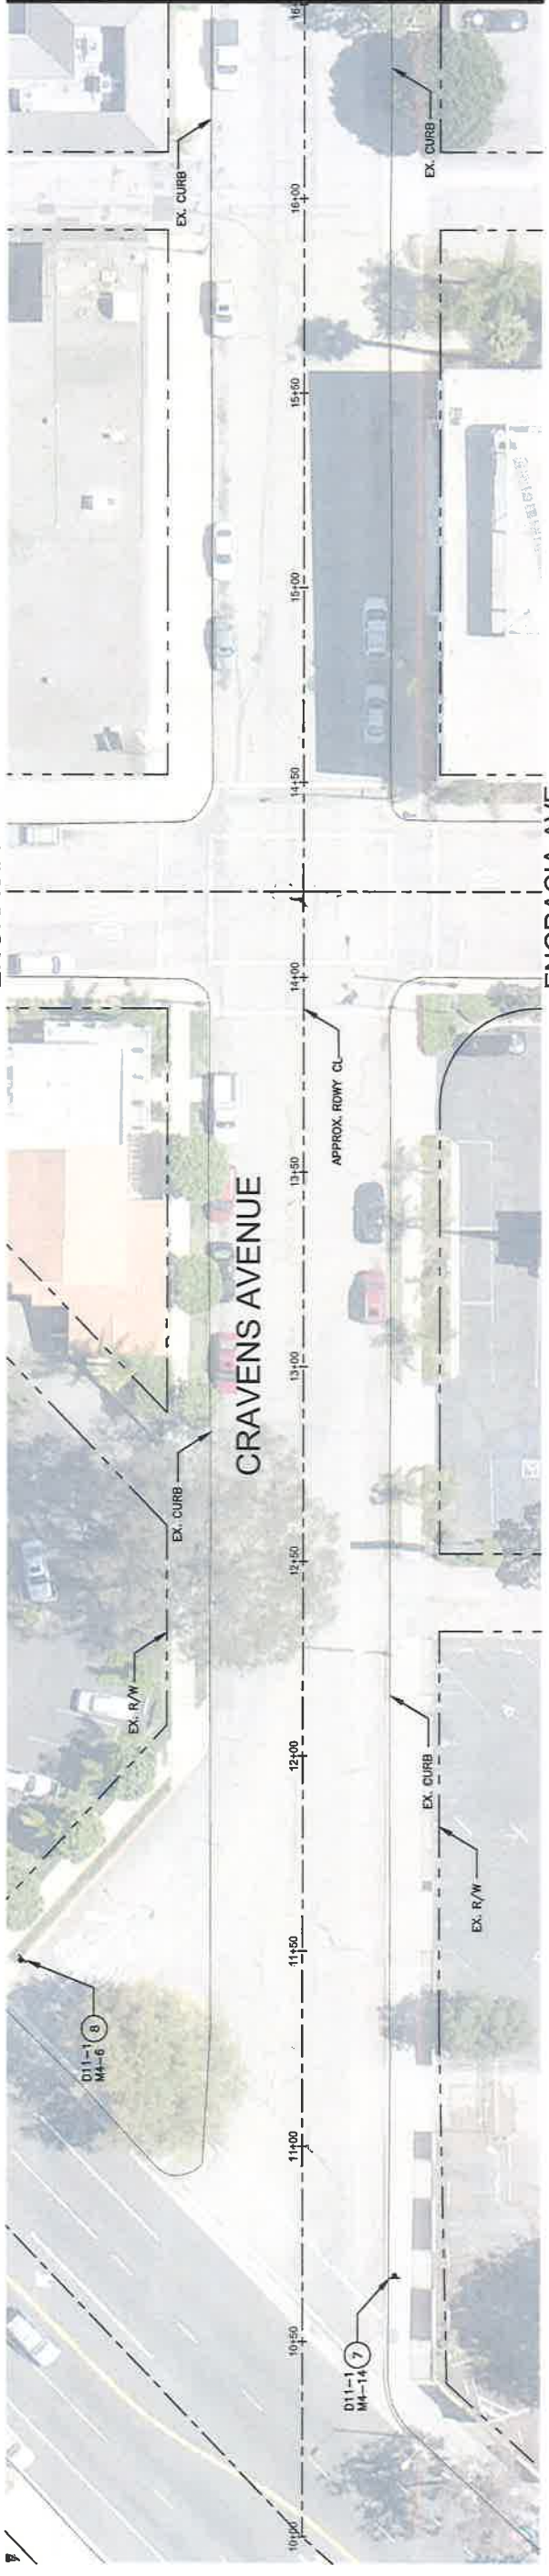 EX. CURB
EX. CURB
16+00
15+50
15+00
14+50
ENGRACIA AVE
14+00
APPROX. RDWY CL
13+50
CRAVENS AVENUE
13+00
EX. CURB
12+50
EX. R/W
12+00
EX. CURB
EX. R/W
11+50
D11-1
M4-6
8
11+00
10+50
D11-1
M4-14
7
10+00